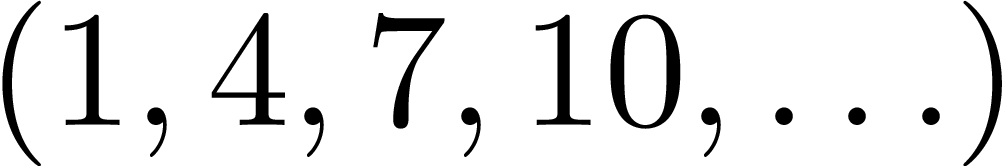 (1, 4, 7, 10, . . .)